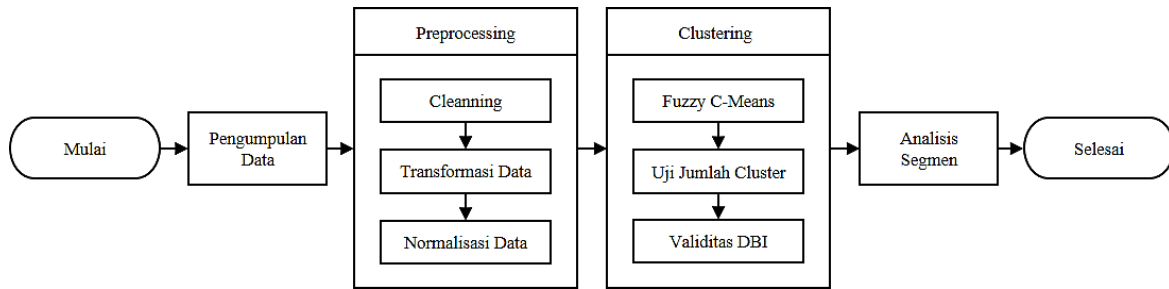 Mulai
Pengumpulan
Data
Preprocessing
Cleanning
Transformasi Data
Normalisasi Data
Clustering
Fuzzy C-Means
Uji Jumlah Cluster
Validitas DBI
Analisis
Segmen
Selesai